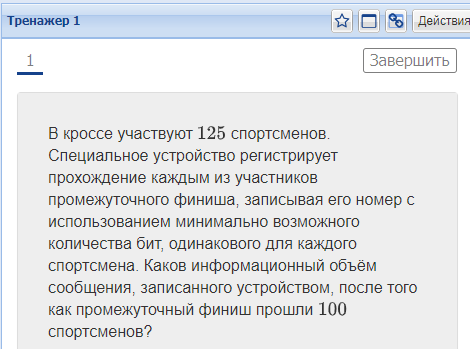 Тренажер 1
Действия
1
Завершить
В кроссе участвуют 125 спортсменов.
Специальное устройство регистрирует
прохождение каждым из участников
промежуточного финиша, записывая его номер с
использованием минимально возможного
количества бит, одинакового для каждого
спортсмена. Каков информационный объём
сообщения, записанного устройством, после того
как промежуточный финиш прошли 100
спортсменов?